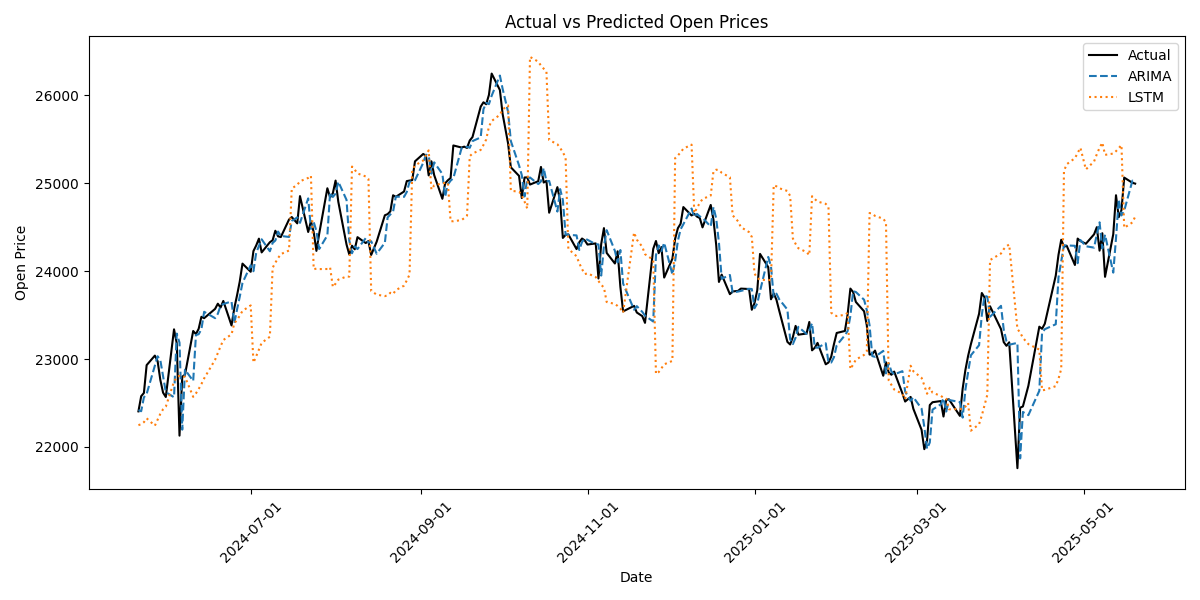 Actual vs Predicted Open Prices
Actual
ARIMA
LSTM
Open Price
26000
25000
24000
23000
22000
2024-07-01
2024-09-01
2024-11-01
2025-01-01
2025-03-01
2025-05-01
Date